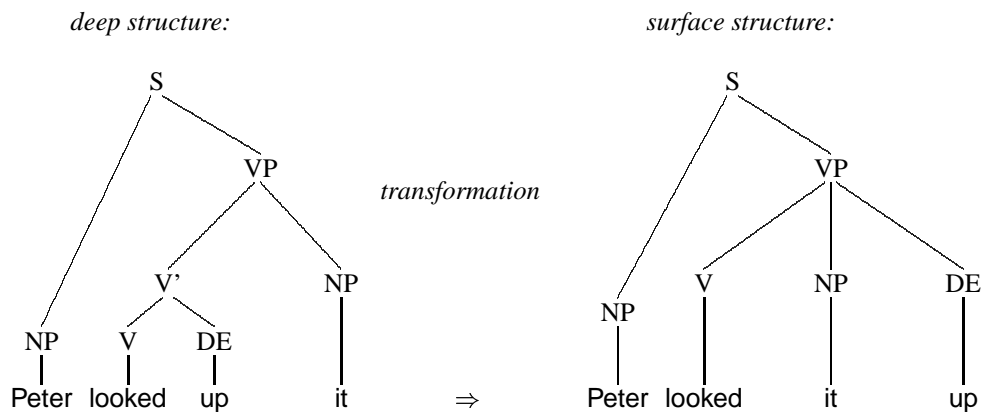 deep structure: surface structure:
S S
VP VP
transformation
V' NP V NP DE
NP V DE NP
Peter looked up it ⇒ Peter looked it up